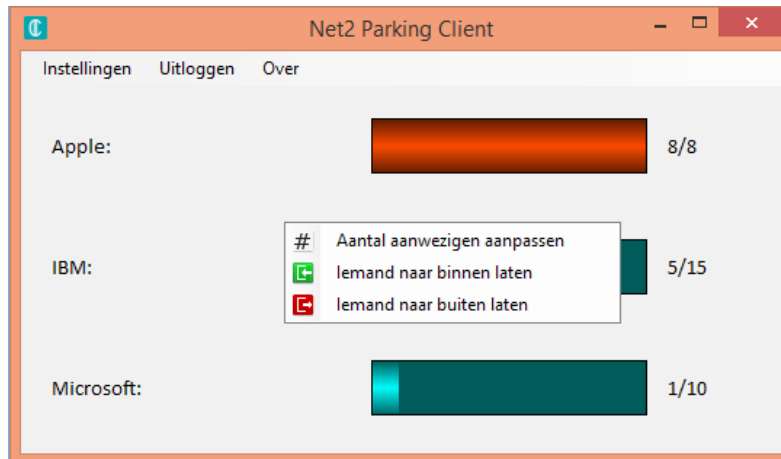 Net2 Parking Client
Instellingen Uitloggen Over
Apple: 8/8
# Aantal aanwezigen aanpassen
Iemand naar binnen laten
IBM: 5/15
Iemand naar buiten laten
Microsoft: 1/10